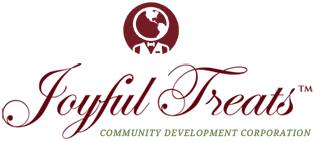 Joyful Treats™
COMMUNITY DEVELOPMENT CORPORATION